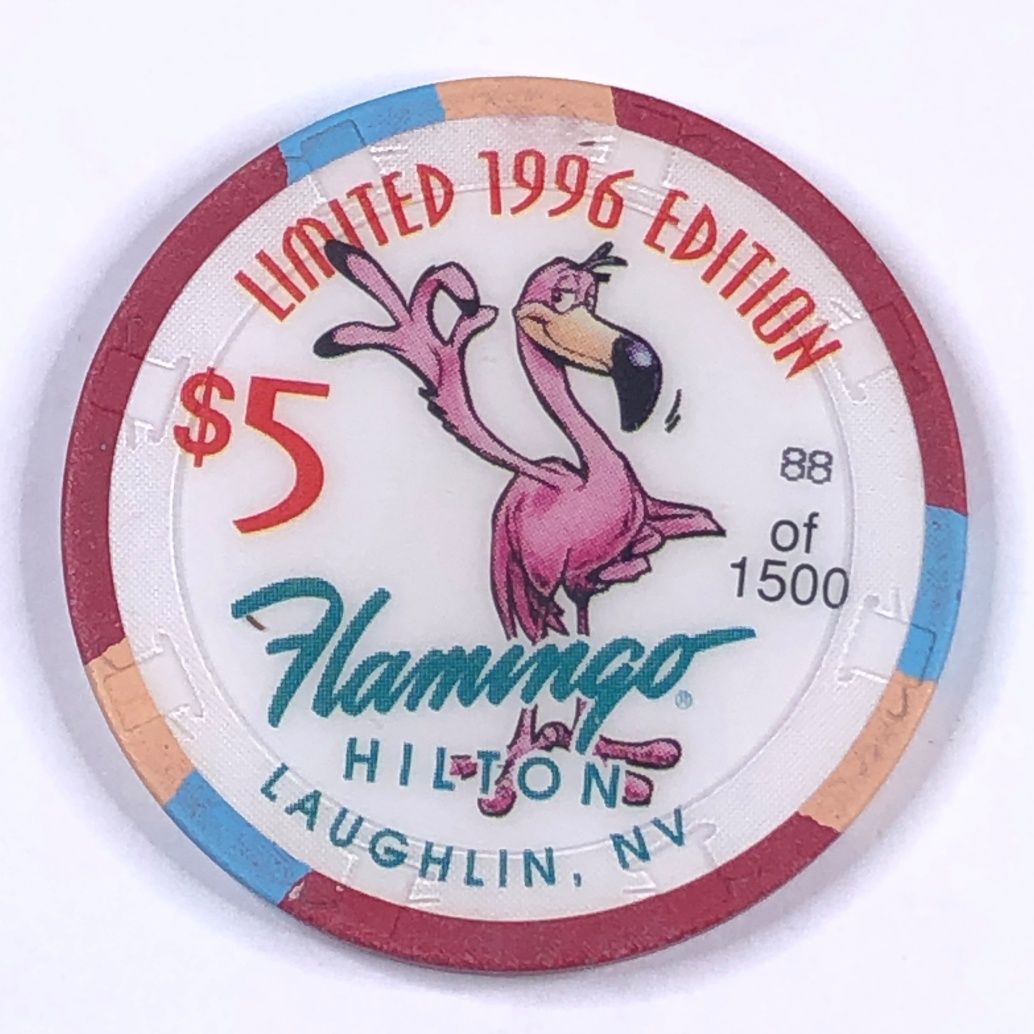 LIMITED 1996 EDITION
$5
88
of
1500
Flamingo®
HILTON
LAUGHLIN, NV